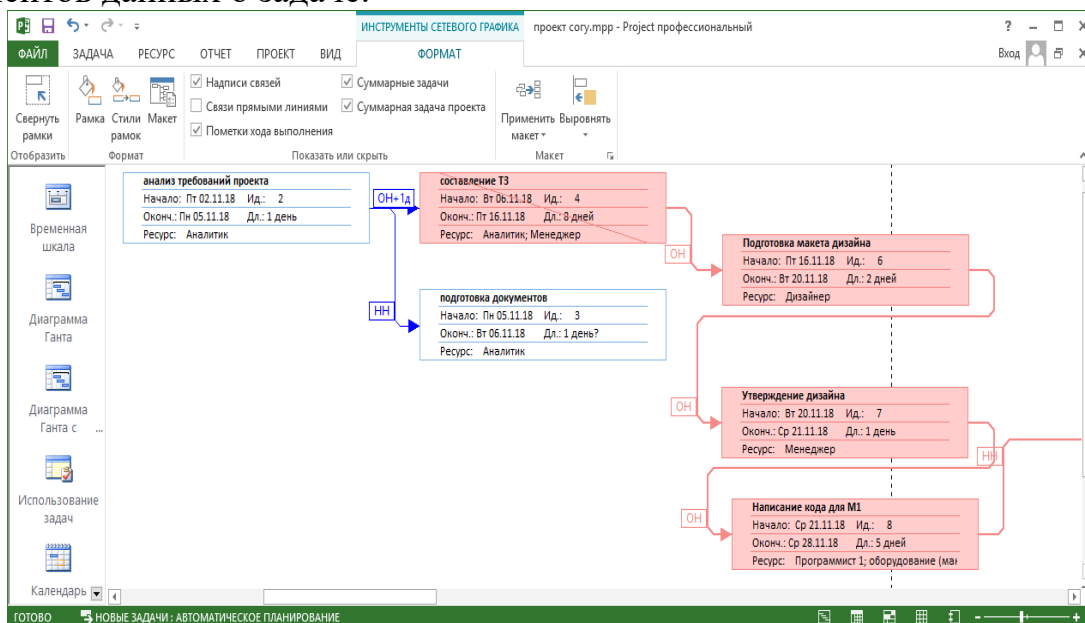 ентов данных о задаче.
ИНСТРУМЕНТЫ СЕТЕВОГО ГРАФИКА
проект copy.mpp - Project профессиональный
ФАЙЛ ЗАДАЧА РЕСУРС ОТЧЕТ ПРОЕКТ ВИД ФОРМАТ Вход
Свернуть рамки
Рамка
Стили рамок
Макет
Надписи связей
Связи прямыми линиями
Пометки хода выполнения
Суммарные задачи
Суммарная задача проекта
Применить макет
Выровнять
Отобразить Формат Показать или скрыть Макет
Временная
шкала
Диаграмма
Ганта
Диаграмма
Ганта с ...
Использование
задач
Календарь
анализ требований проекта
Начало: Пт 02.11.18 Ид.: 2
Оконч.: Пн 05.11.18 Дл.: 1 день
Ресурс: Аналитик
ОН+1д
составление ТЗ
Начало: Вт 06.11.18 Ид.: 4
Оконч.: Пт 16.11.18 Дл.: 8 дней
Ресурс: Аналитик; Менеджер
НН
подготовка документов
Начало: Пн 05.11.18 Ид.: 3
Оконч.: Вт 06.11.18 Дл.: 1 день?
Ресурс: Аналитик
ОН
Подготовка макета дизайна
Начало: Пт 16.11.18 Ид.: 6
Оконч.: Вт 20.11.18 Дл.: 2 дней
Ресурс: Дизайнер
ОН
Утверждение дизайна
Начало: Вт 20.11.18 Ид.: 7
Оконч.: Ср 21.11.18 Дл.: 1 день
Ресурс: Менеджер
НН
ОН
Написание кода для М1
Начало: Ср 21.11.18 Ид.: 8
Оконч.: Ср 28.11.18 Дл.: 5 дней
Ресурс: Программист 1; оборудование (ма
ГОТОВО НОВЫЕ ЗАДАЧИ : АВТОМАТИЧЕСКОЕ ПЛАНИРОВАНИЕ